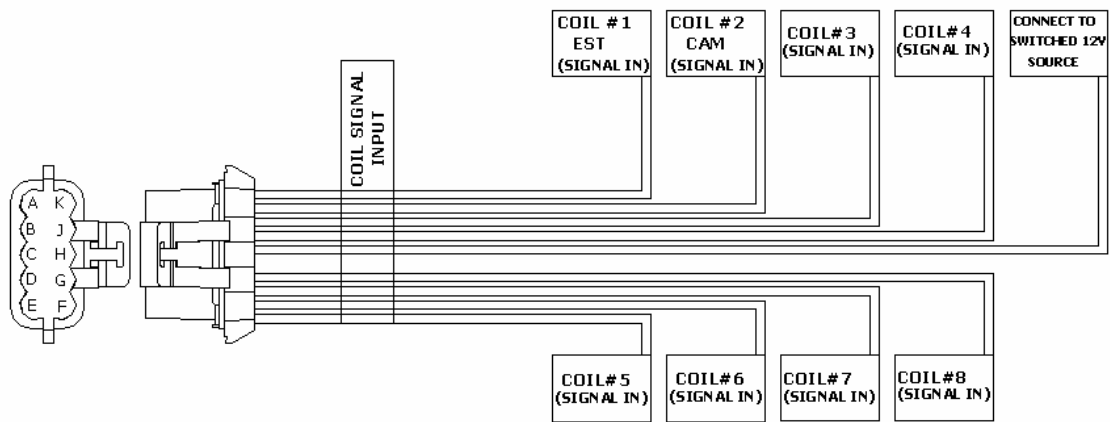 COIL #1
EST
(SIGNAL IN)
COIL #2
CAM
(SIGNAL IN)
COIL#3
(SIGNAL IN)
COIL#4
(SIGNAL IN)
CONNECT TO
SWITCHED 12V
SOURCE
COIL SIGNAL
INPUT
A K
B J
C H
D G
E F
COIL#5
(SIGNAL IN)
COIL#6
(SIGNAL IN)
COIL#7
(SIGNAL IN)
COIL#8
(SIGNAL IN)